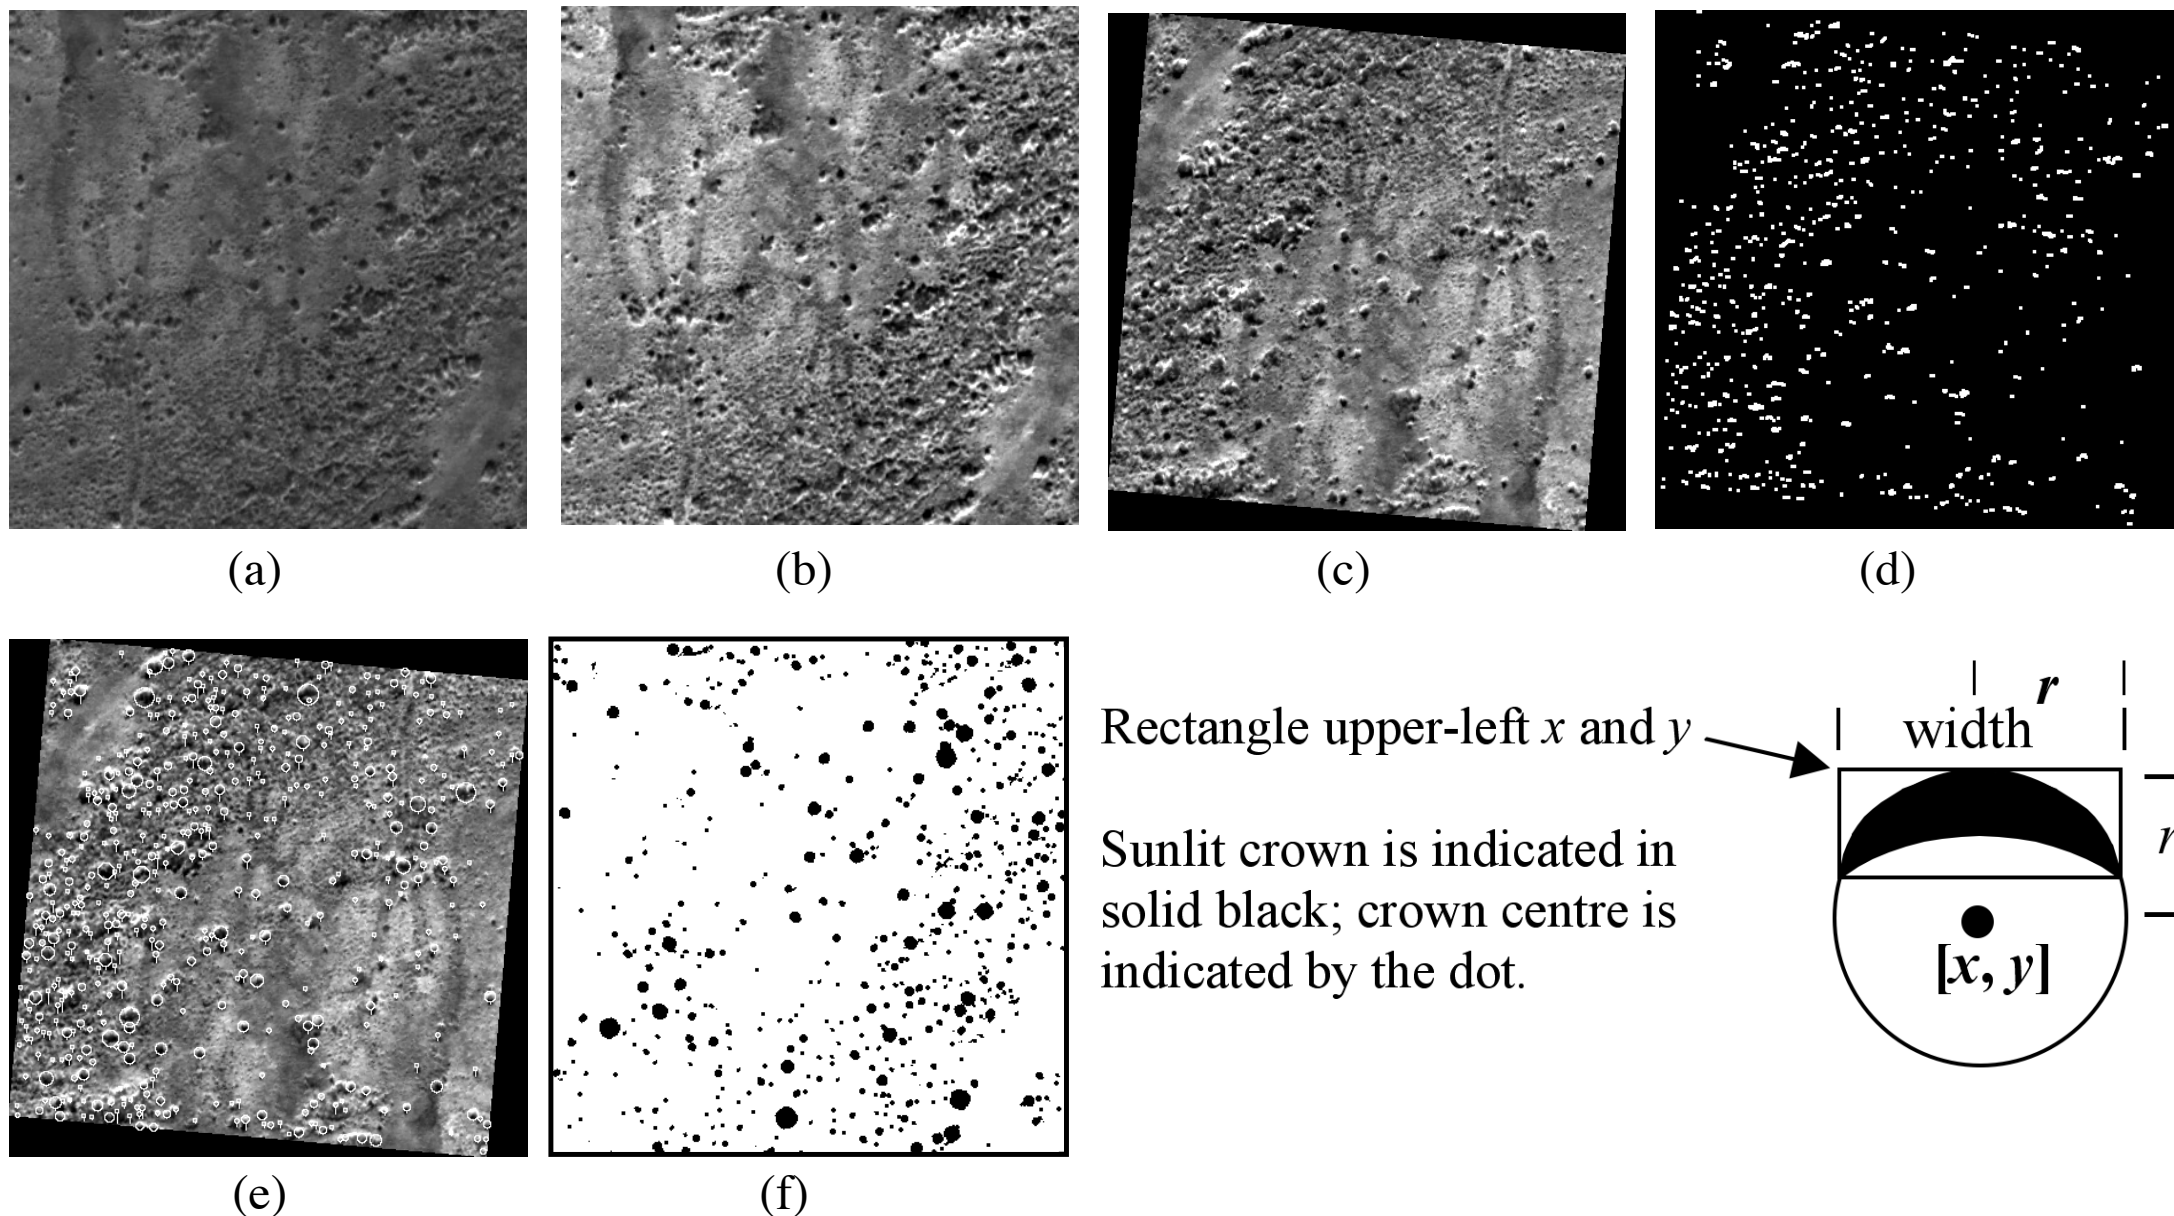 (a)
(b)
(c)
(d)
(e)
(f)
Rectangle upper-left x and y
Sunlit crown is indicated in
solid black; crown centre is
indicated by the dot.
r
width
r
[x, y]